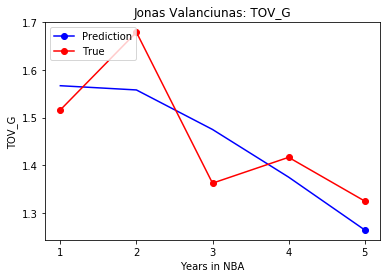 Jonas Valanciunas: TOV_G
Prediction
True
1.7
1.6
1.5
1.4
1.3
TOV_G
1 2 3 4 5
Years in NBA